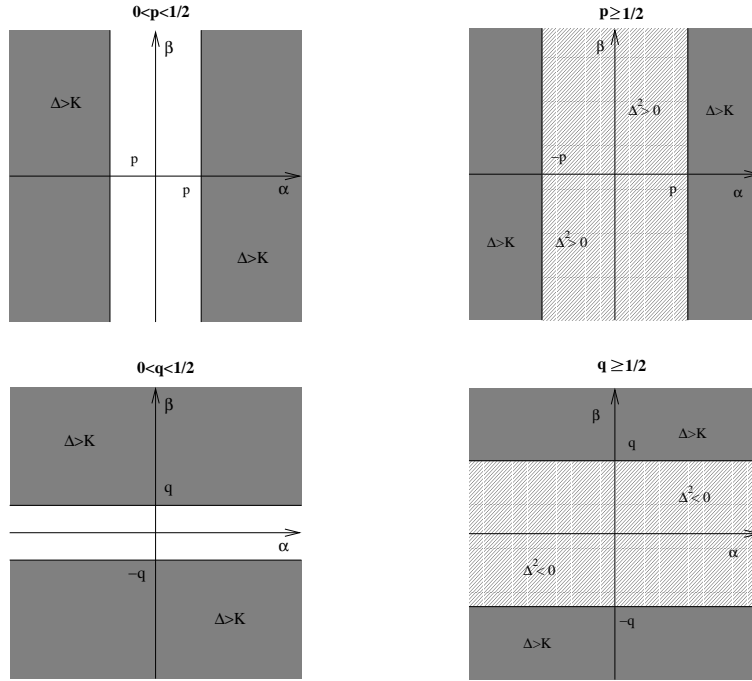 0<p<1/2
β
Δ>K
p
p
α
Δ>K
p≥1/2
β
Δ²>0
Δ>K
−p
p
α
Δ>K
Δ²>0
0<q<1/2
β
Δ>K
q
α
−q
Δ>K
q≥1/2
β
q
Δ>K
Δ²<0
α
Δ²<0
−q
Δ>K